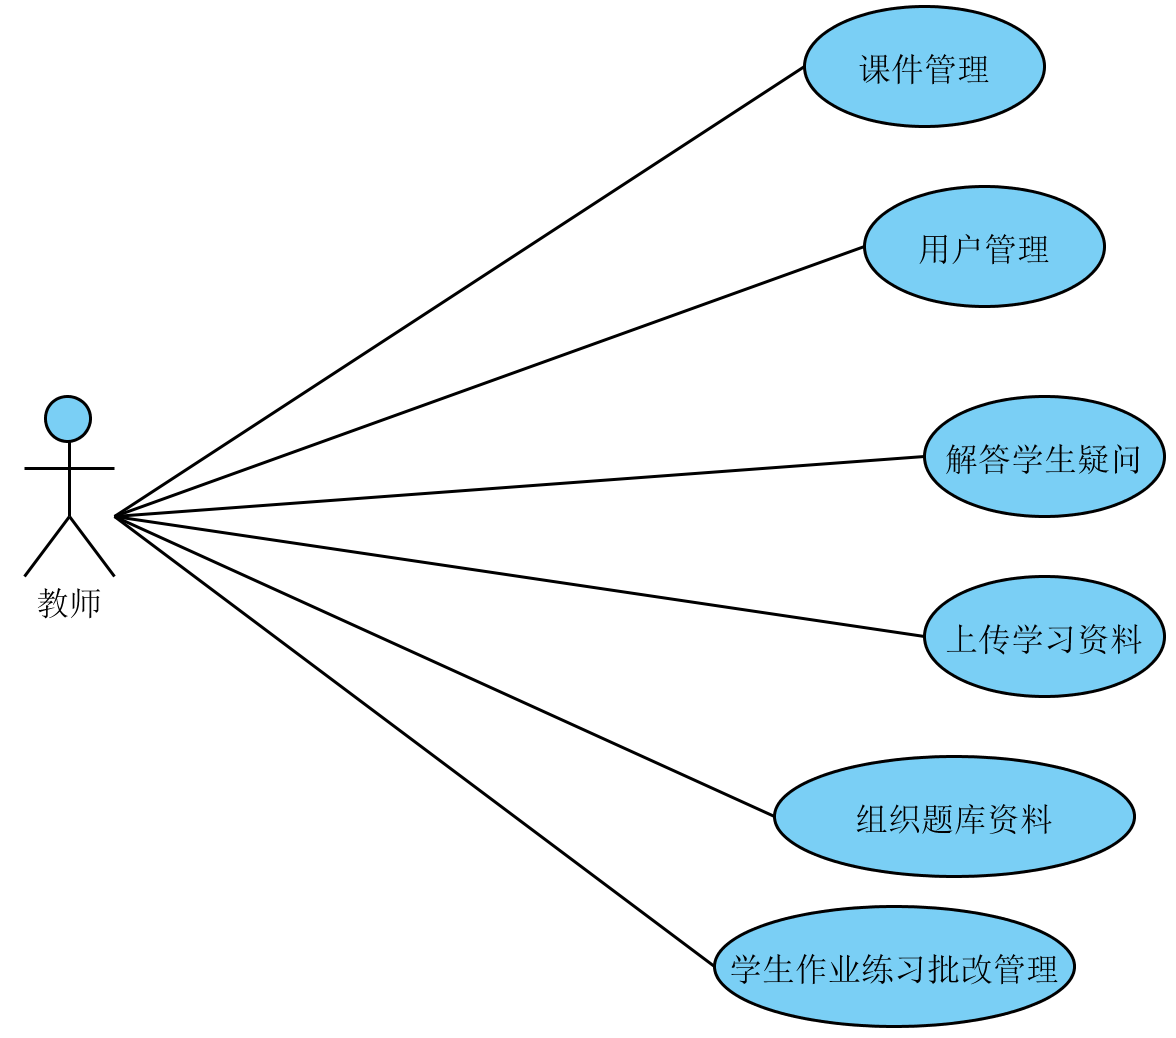 课件管理
用户管理
解答学生疑问
教师
上传学习资料
组织题库资料
学生作业练习批改管理